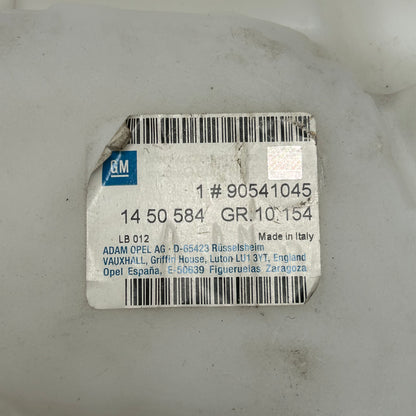 GM
1 # 90541045
14 50 584 GR.10.154
LB 012 Made in Italy
ADAM OPEL AG · D-65423 Rüsselsheim
VAUXHALL, Griffin House, Luton LU1 3YT, England
Opel España, E-50639 Figueruelas Zaragoza